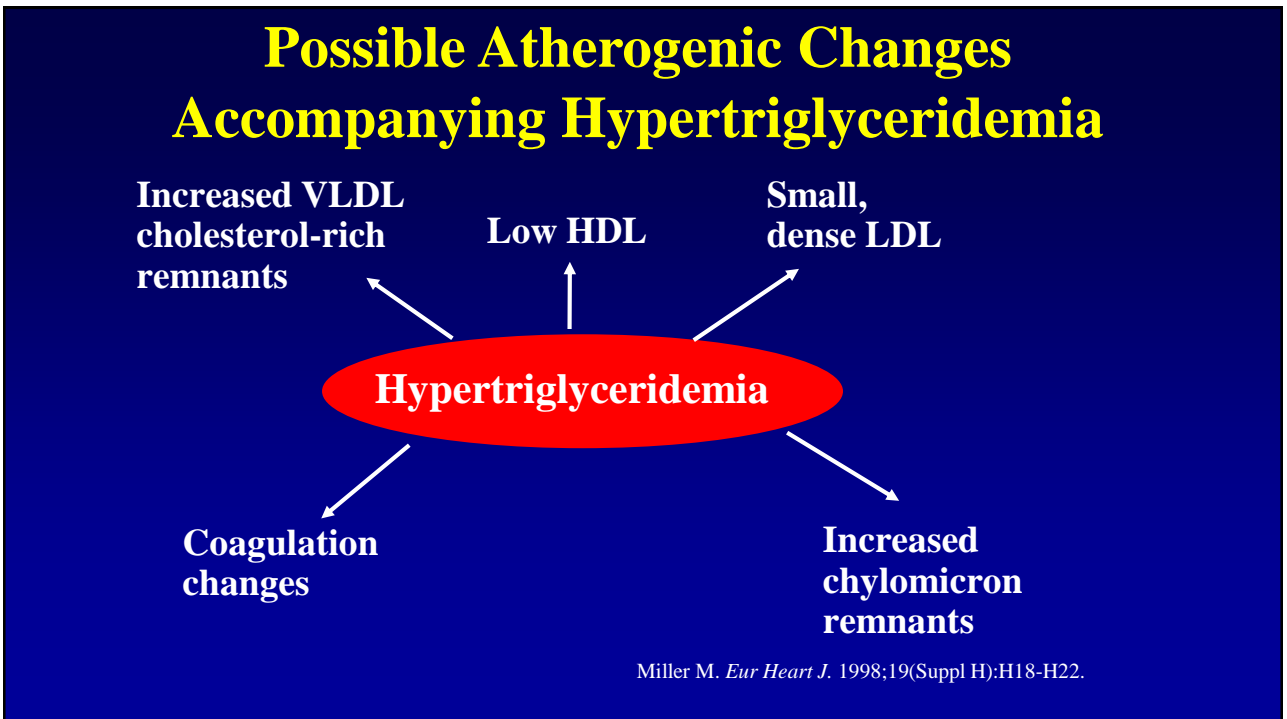 Possible Atherogenic Changes
Accompanying Hypertriglyceridemia
Increased VLDL
cholesterol-rich
remnants
Low HDL
Small,
dense LDL
Hypertriglyceridemia
Coagulation
changes
Increased
chylomicron
remnants
Miller M. Eur Heart J. 1998;19(Suppl H):H18-H22.